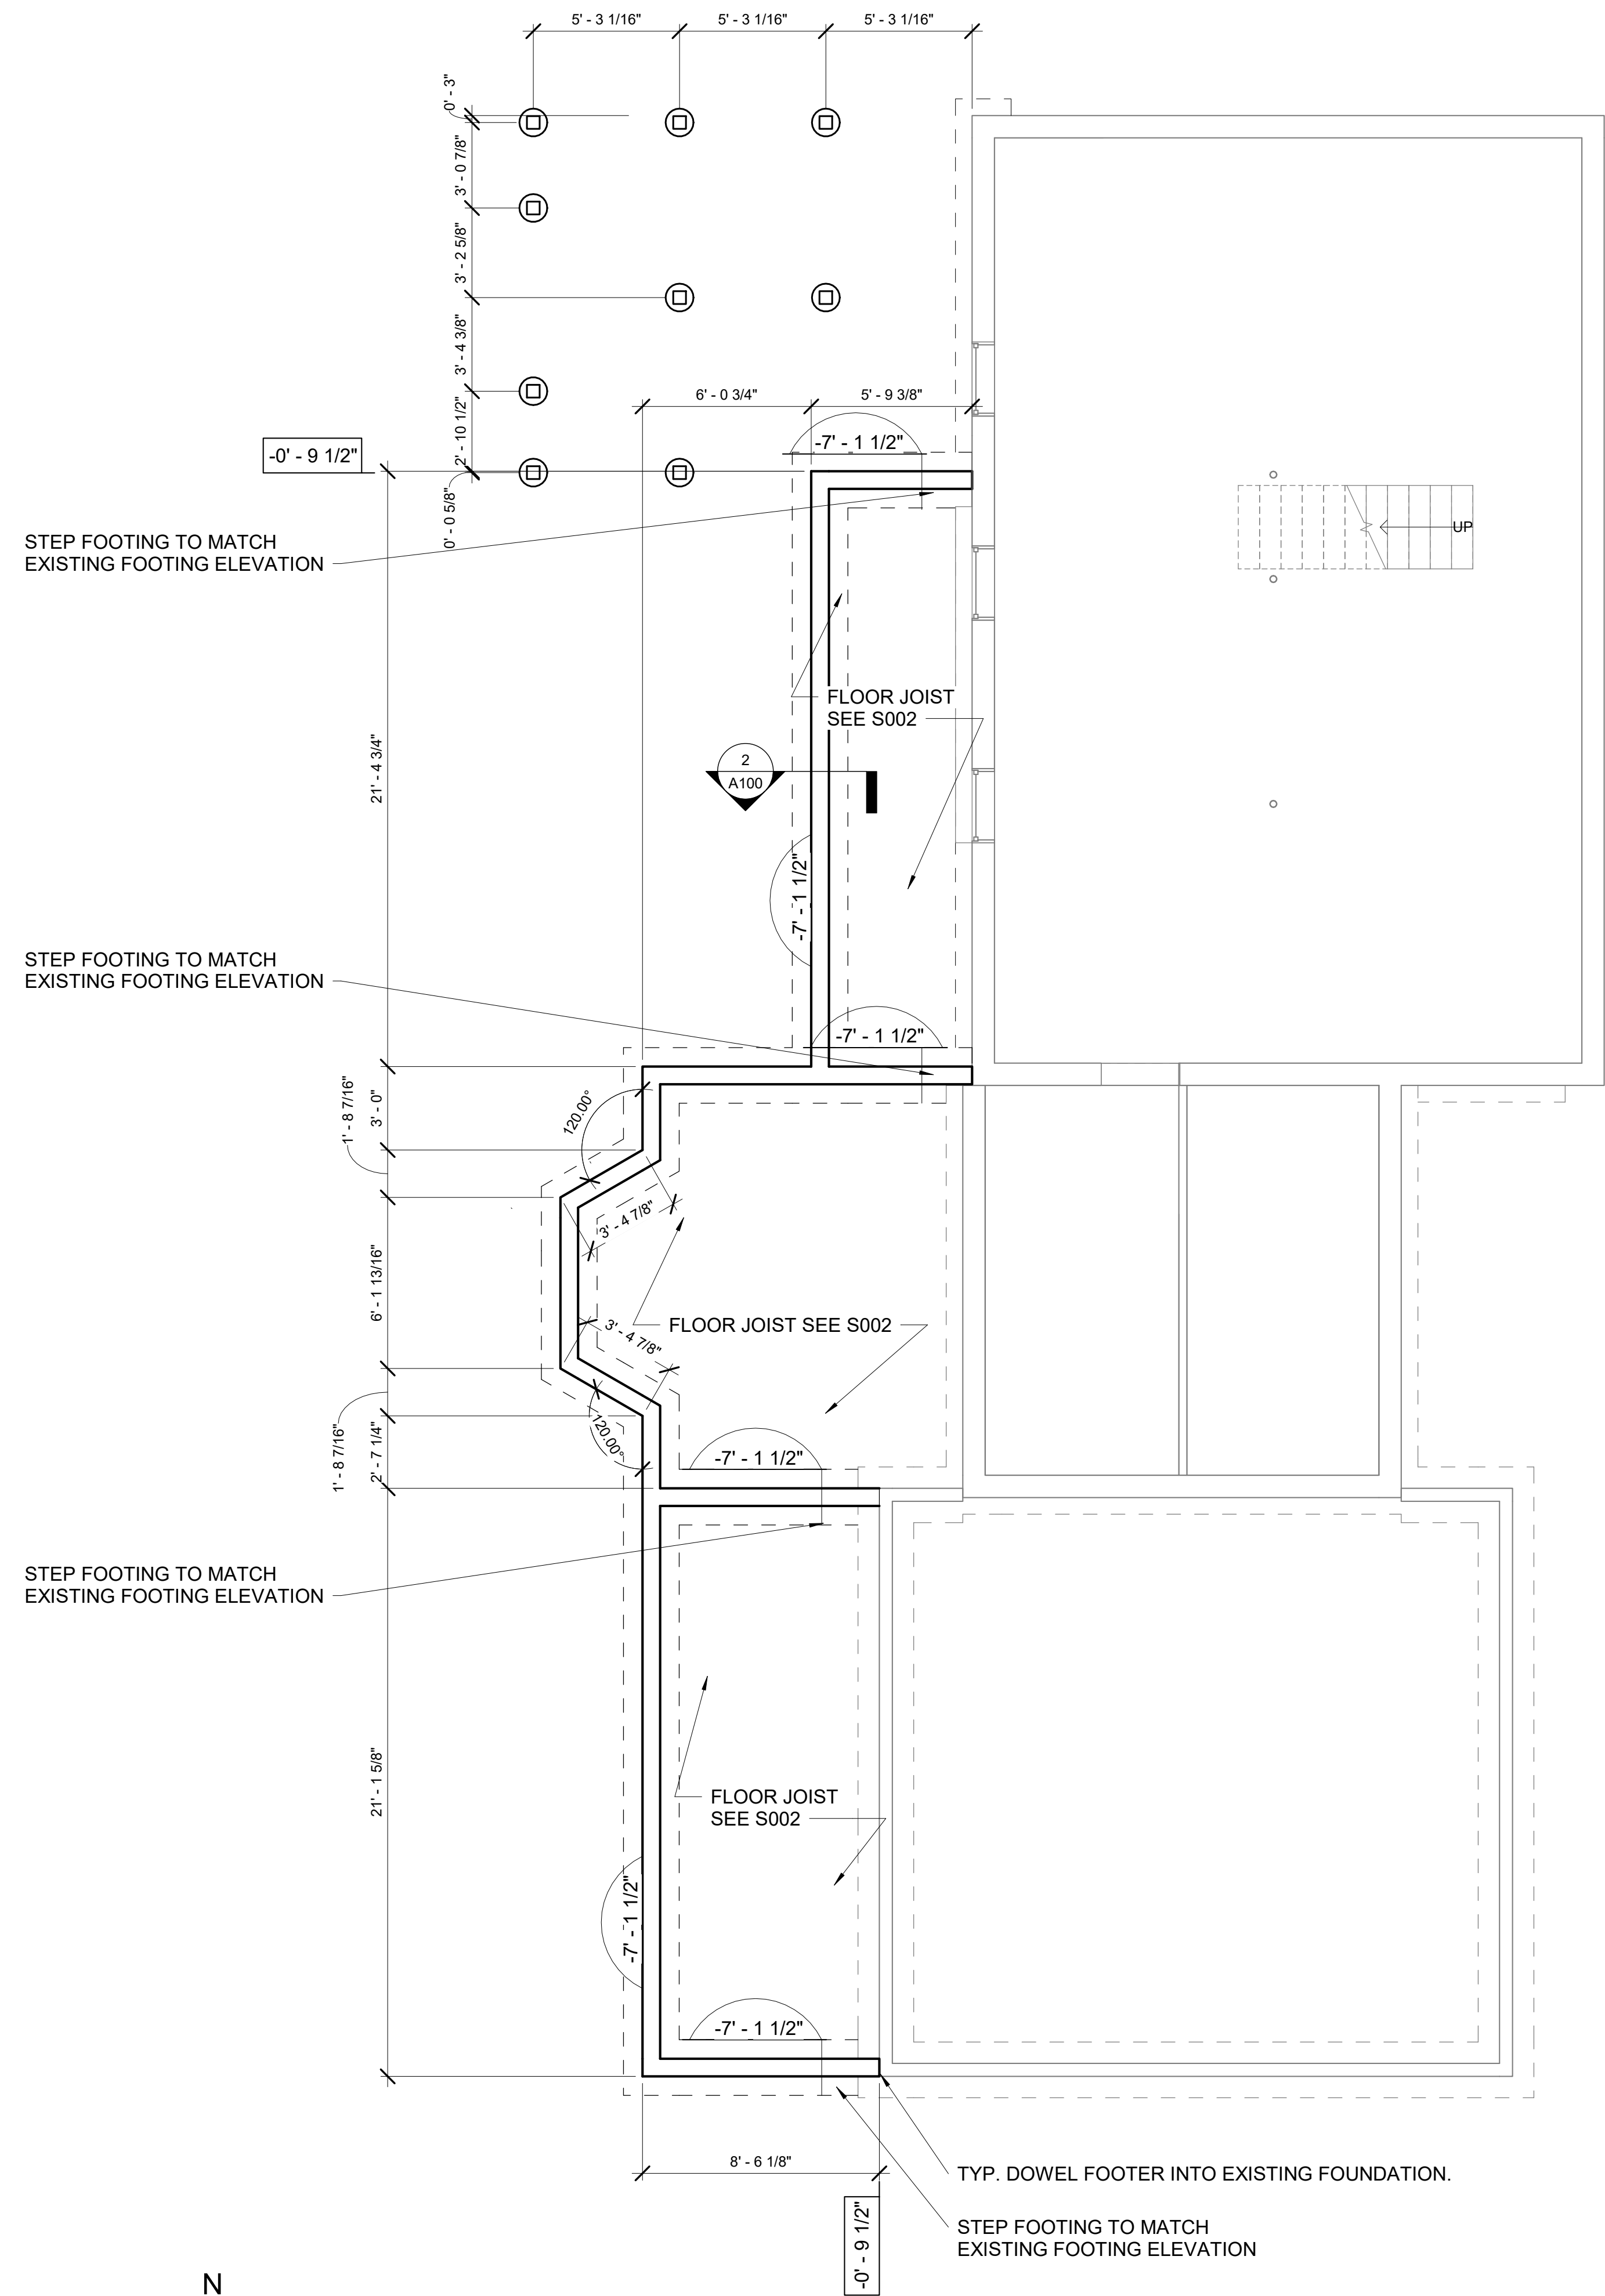 5' - 3 1/16"
5' - 3 1/16"
5' - 3 1/16"
0' - 3"
3' - 0 7/8"
3' - 2 5/8"
3' - 4 3/8"
2' - 10 1/2"
0' - 0 5/8"
6' - 0 3/4"
5' - 9 3/8"
-7' - 1 1/2"
-0' - 9 1/2"
UP
STEP FOOTING TO MATCH
EXISTING FOOTING ELEVATION
FLOOR JOIST
SEE S002
21' - 4 3/4"
2
A100
-7' - 1 1/2"
STEP FOOTING TO MATCH
EXISTING FOOTING ELEVATION
-7' - 1 1/2"
1' - 8 7/16"
3' - 0"
120.00°
3' - 4 7/8"
6' - 1 13/16"
FLOOR JOIST SEE S002
3' - 4 7/8"
1' - 8 7/16"
2' - 7 1/4"
120.00°
-7' - 1 1/2"
STEP FOOTING TO MATCH
EXISTING FOOTING ELEVATION
21' - 1 5/8"
FLOOR JOIST
SEE S002
-7' - 1 1/2"
-7' - 1 1/2"
8' - 6 1/8"
TYP. DOWEL FOOTER INTO EXISTING FOUNDATION.
-0' - 9 1/2"
STEP FOOTING TO MATCH
EXISTING FOOTING ELEVATION
N